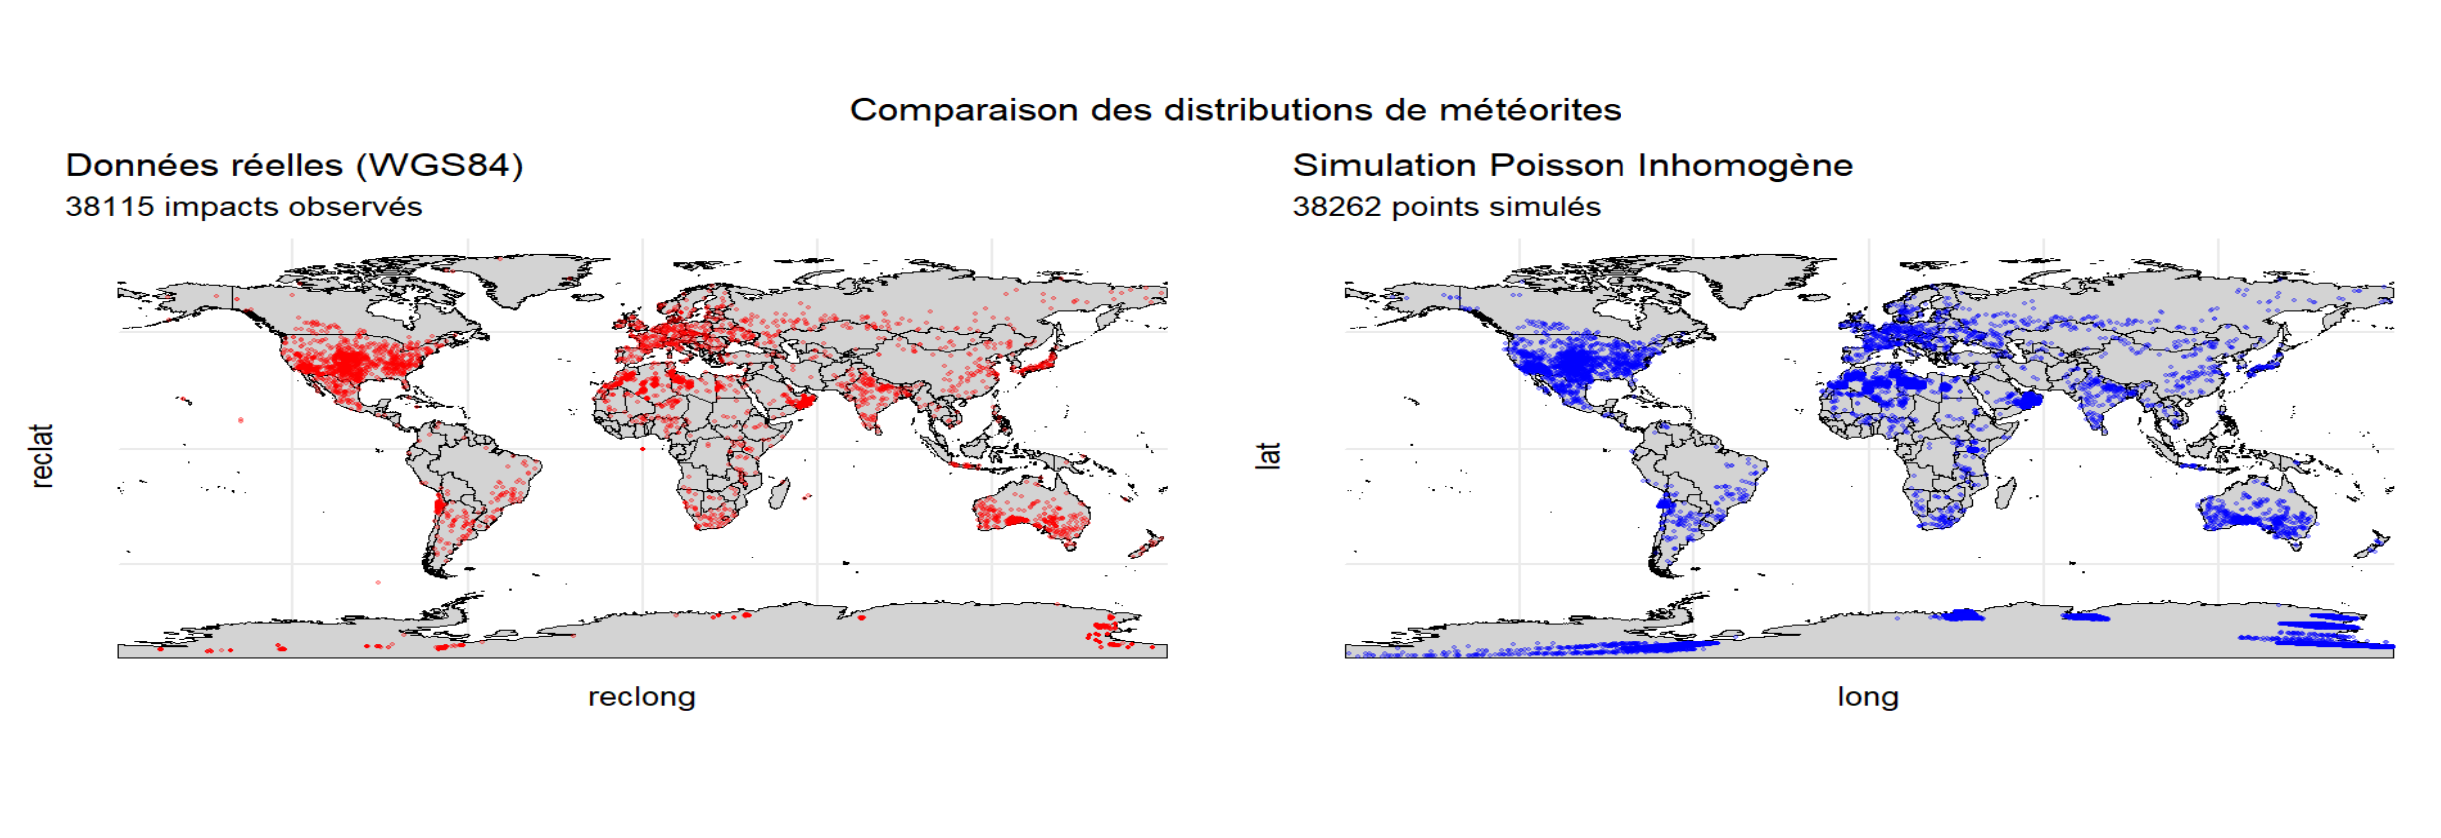 Comparaison des distributions de météorites
Données réelles (WGS84)
38115 impacts observés
reclat
reclong
Simulation Poisson Inhomogène
38262 points simulés
lat
long